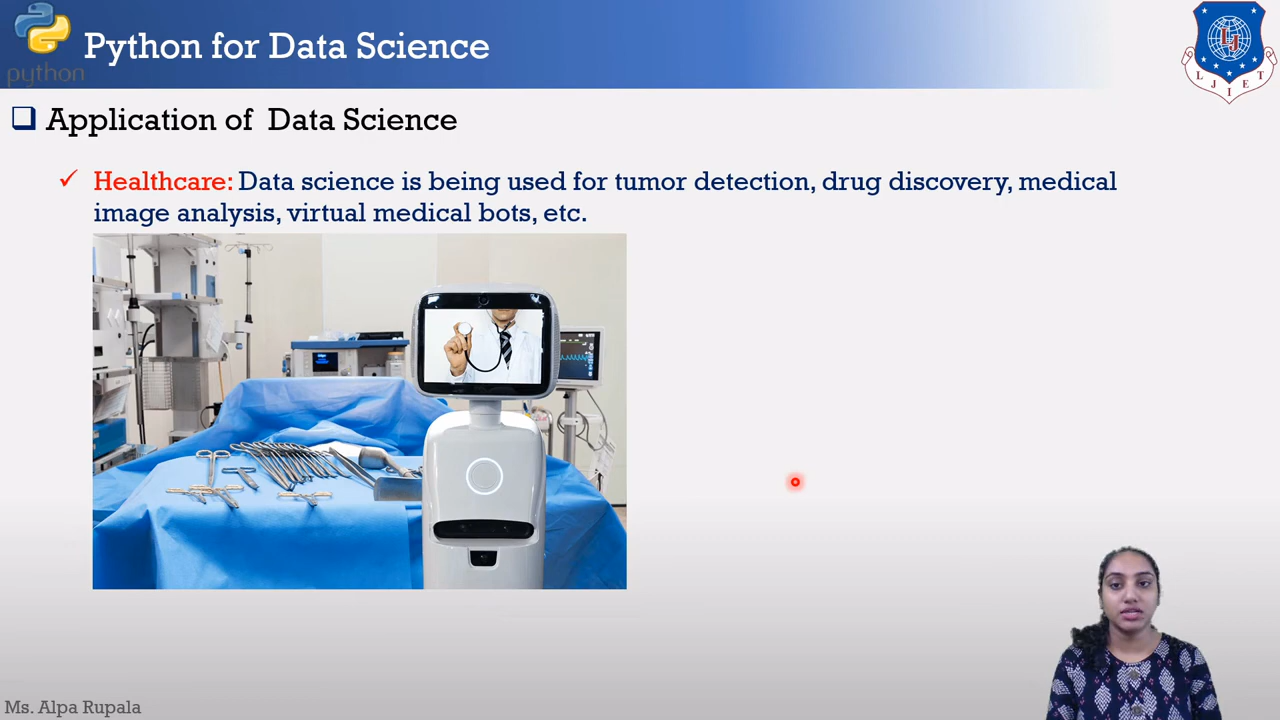 python
Python for Data Science
L J I E T
Application of Data Science
Healthcare: Data science is being used for tumor detection, drug discovery, medical
image analysis, virtual medical bots, etc.
Ms. Alpa Rupala